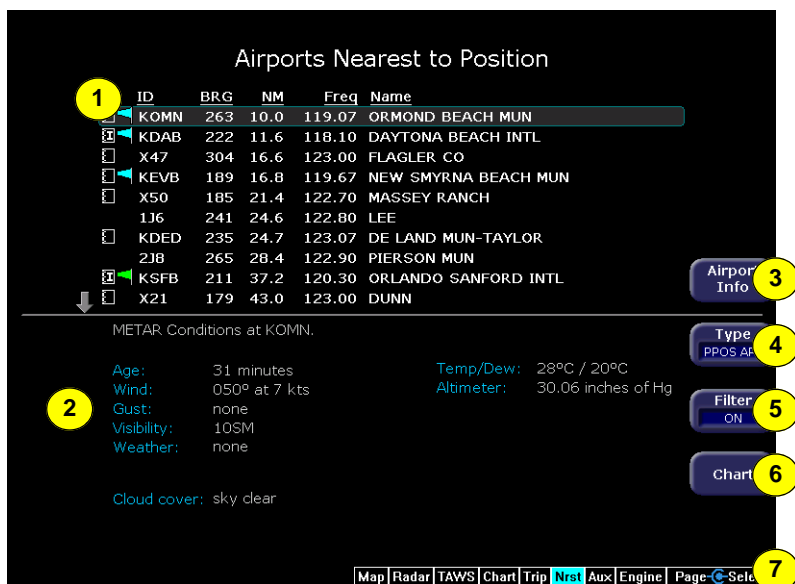 Airports Nearest to Position
1
ID BRG NM Freq Name
KOMN 263 10.0 119.07 ORMOND BEACH MUN
I KDAB 222 11.6 118.10 DAYTONA BEACH INTL
X47 304 16.6 123.00 FLAGLER CO
KEVB 189 16.8 119.67 NEW SMYRNA BEACH MUN
X50 185 21.4 122.70 MASSEY RANCH
1J6 241 24.6 122.80 LEE
KDED 235 24.7 123.07 DE LAND MUN-TAYLOR
2J8 265 28.4 122.90 PIERSON MUN
I KSFB 211 37.2 120.30 ORLANDO SANFORD INTL
X21 179 43.0 123.00 DUNN
Airport
Info
3
METAR Conditions at KOMN.
Type
PPOS AP
4
Age: 31 minutes Temp/Dew: 28ºC / 20ºC
Wind: 050º at 7 kts Altimeter: 30.06 inches of Hg
Gust: none
Visibility: 10SM
Weather: none
2
Filter
ON
5
Chart
6
Cloud cover: sky clear
Map Radar TAWS Chart Trip Nrst Aux Engine Page Sele
7